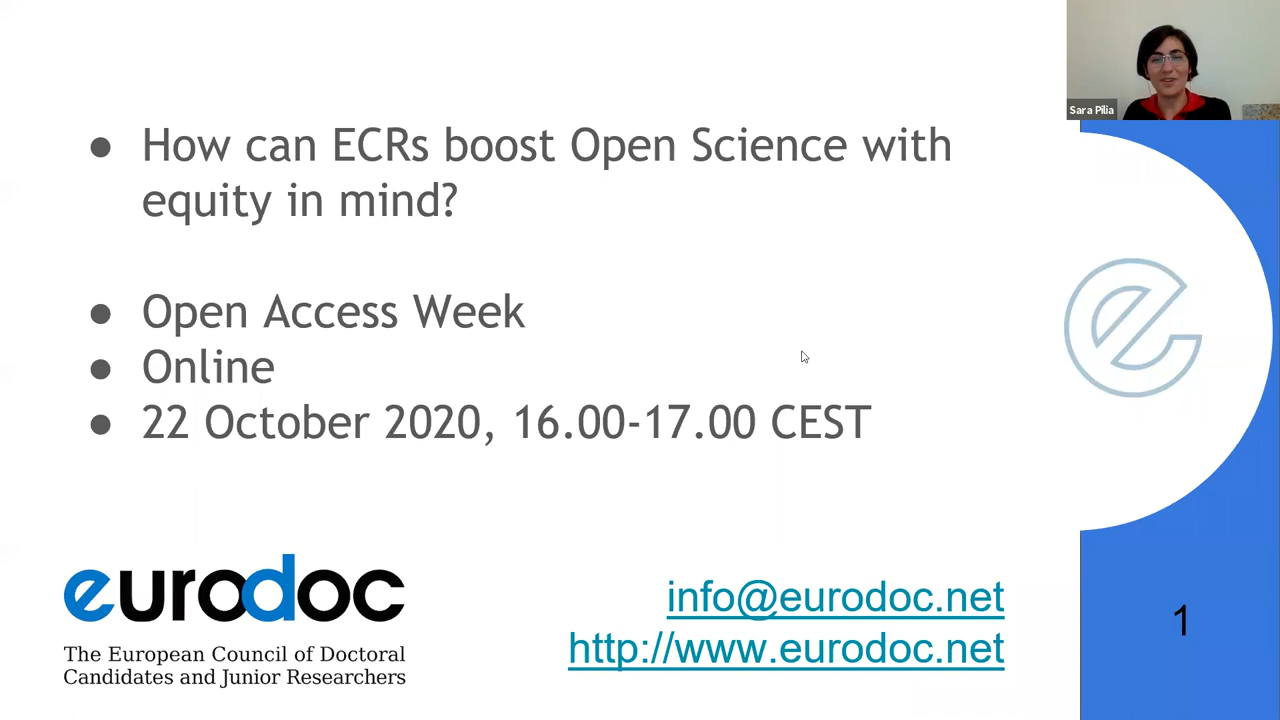 Sara Pilia
● How can ECRs boost Open Science with
equity in mind?
● Open Access Week
● Online
● 22 October 2020, 16.00-17.00 CEST
eurodoc
The European Council of Doctoral
Candidates and Junior Researchers
info@eurodoc.net
http://www.eurodoc.net
e
1